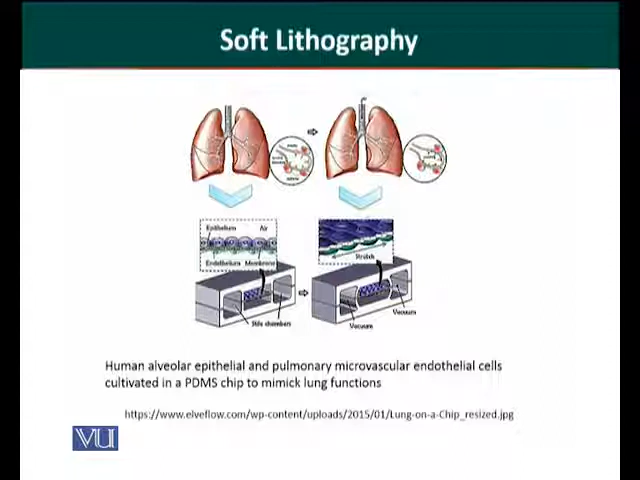 Soft Lithography
Epithelium Air
Endothelium Membrane
Stretch
Side chambers
Vacuum
Vacuum
Human alveolar epithelial and pulmonary microvascular endothelial cells
cultivated in a PDMS chip to mimick lung functions
https://www.elveflow.com/wp-content/uploads/2015/01/Lung-on-a-Chip_resized.jpg
VU